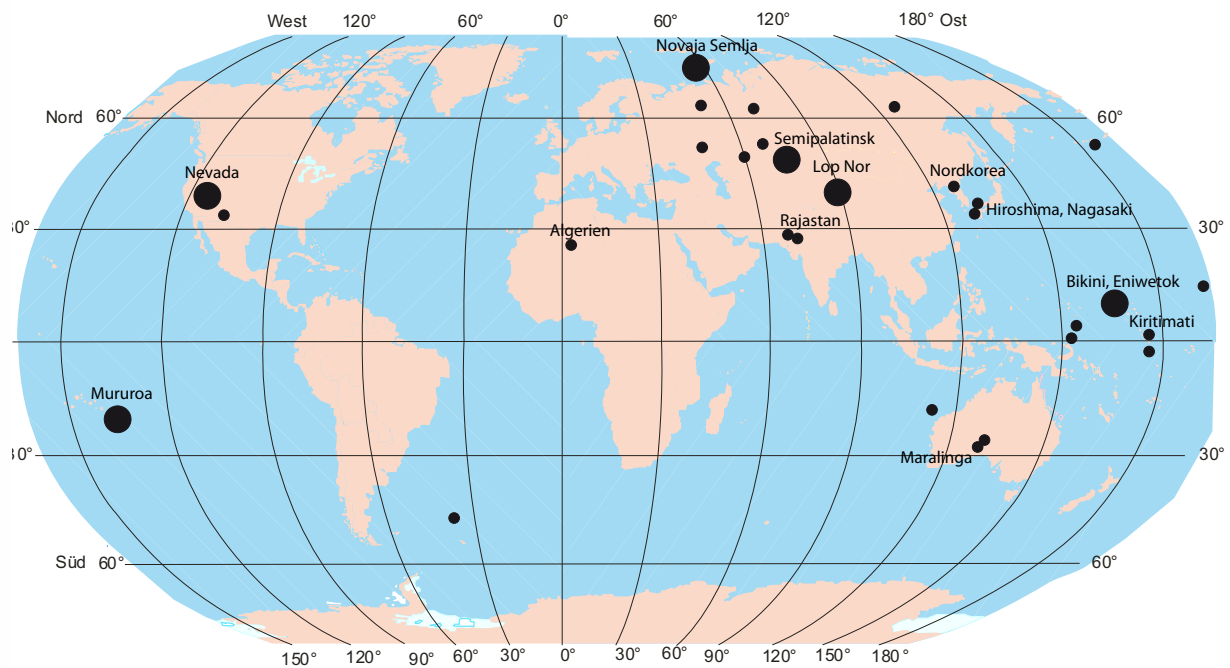 West 120° 60° 0° 60° 120° 180° Ost
Novaja Semlja
Nord 60° 60°
Semipalatinsk
Nevada
Lop Nor
Nordkorea
Hiroshima, Nagasaki
Rajastan
30° 30°
Algerien
Bikini, Eniwetok
Kiritimati
Mururoa
Maralinga
30° 30°
Süd 60° 60°
150° 120° 90° 60° 30° 0° 30° 60° 90° 120° 150° 180°